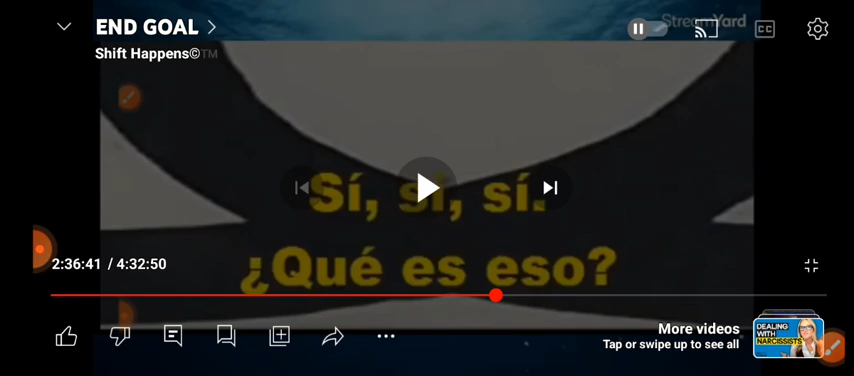 END GOAL
StreamYard
CC
Shift Happens©™
Sí, sí, sí.
¿Qué es eso?
2:36:41 / 4:32:50
More videos
Tap or swipe up to see all
DEALING
WITH
NARCISSISTS